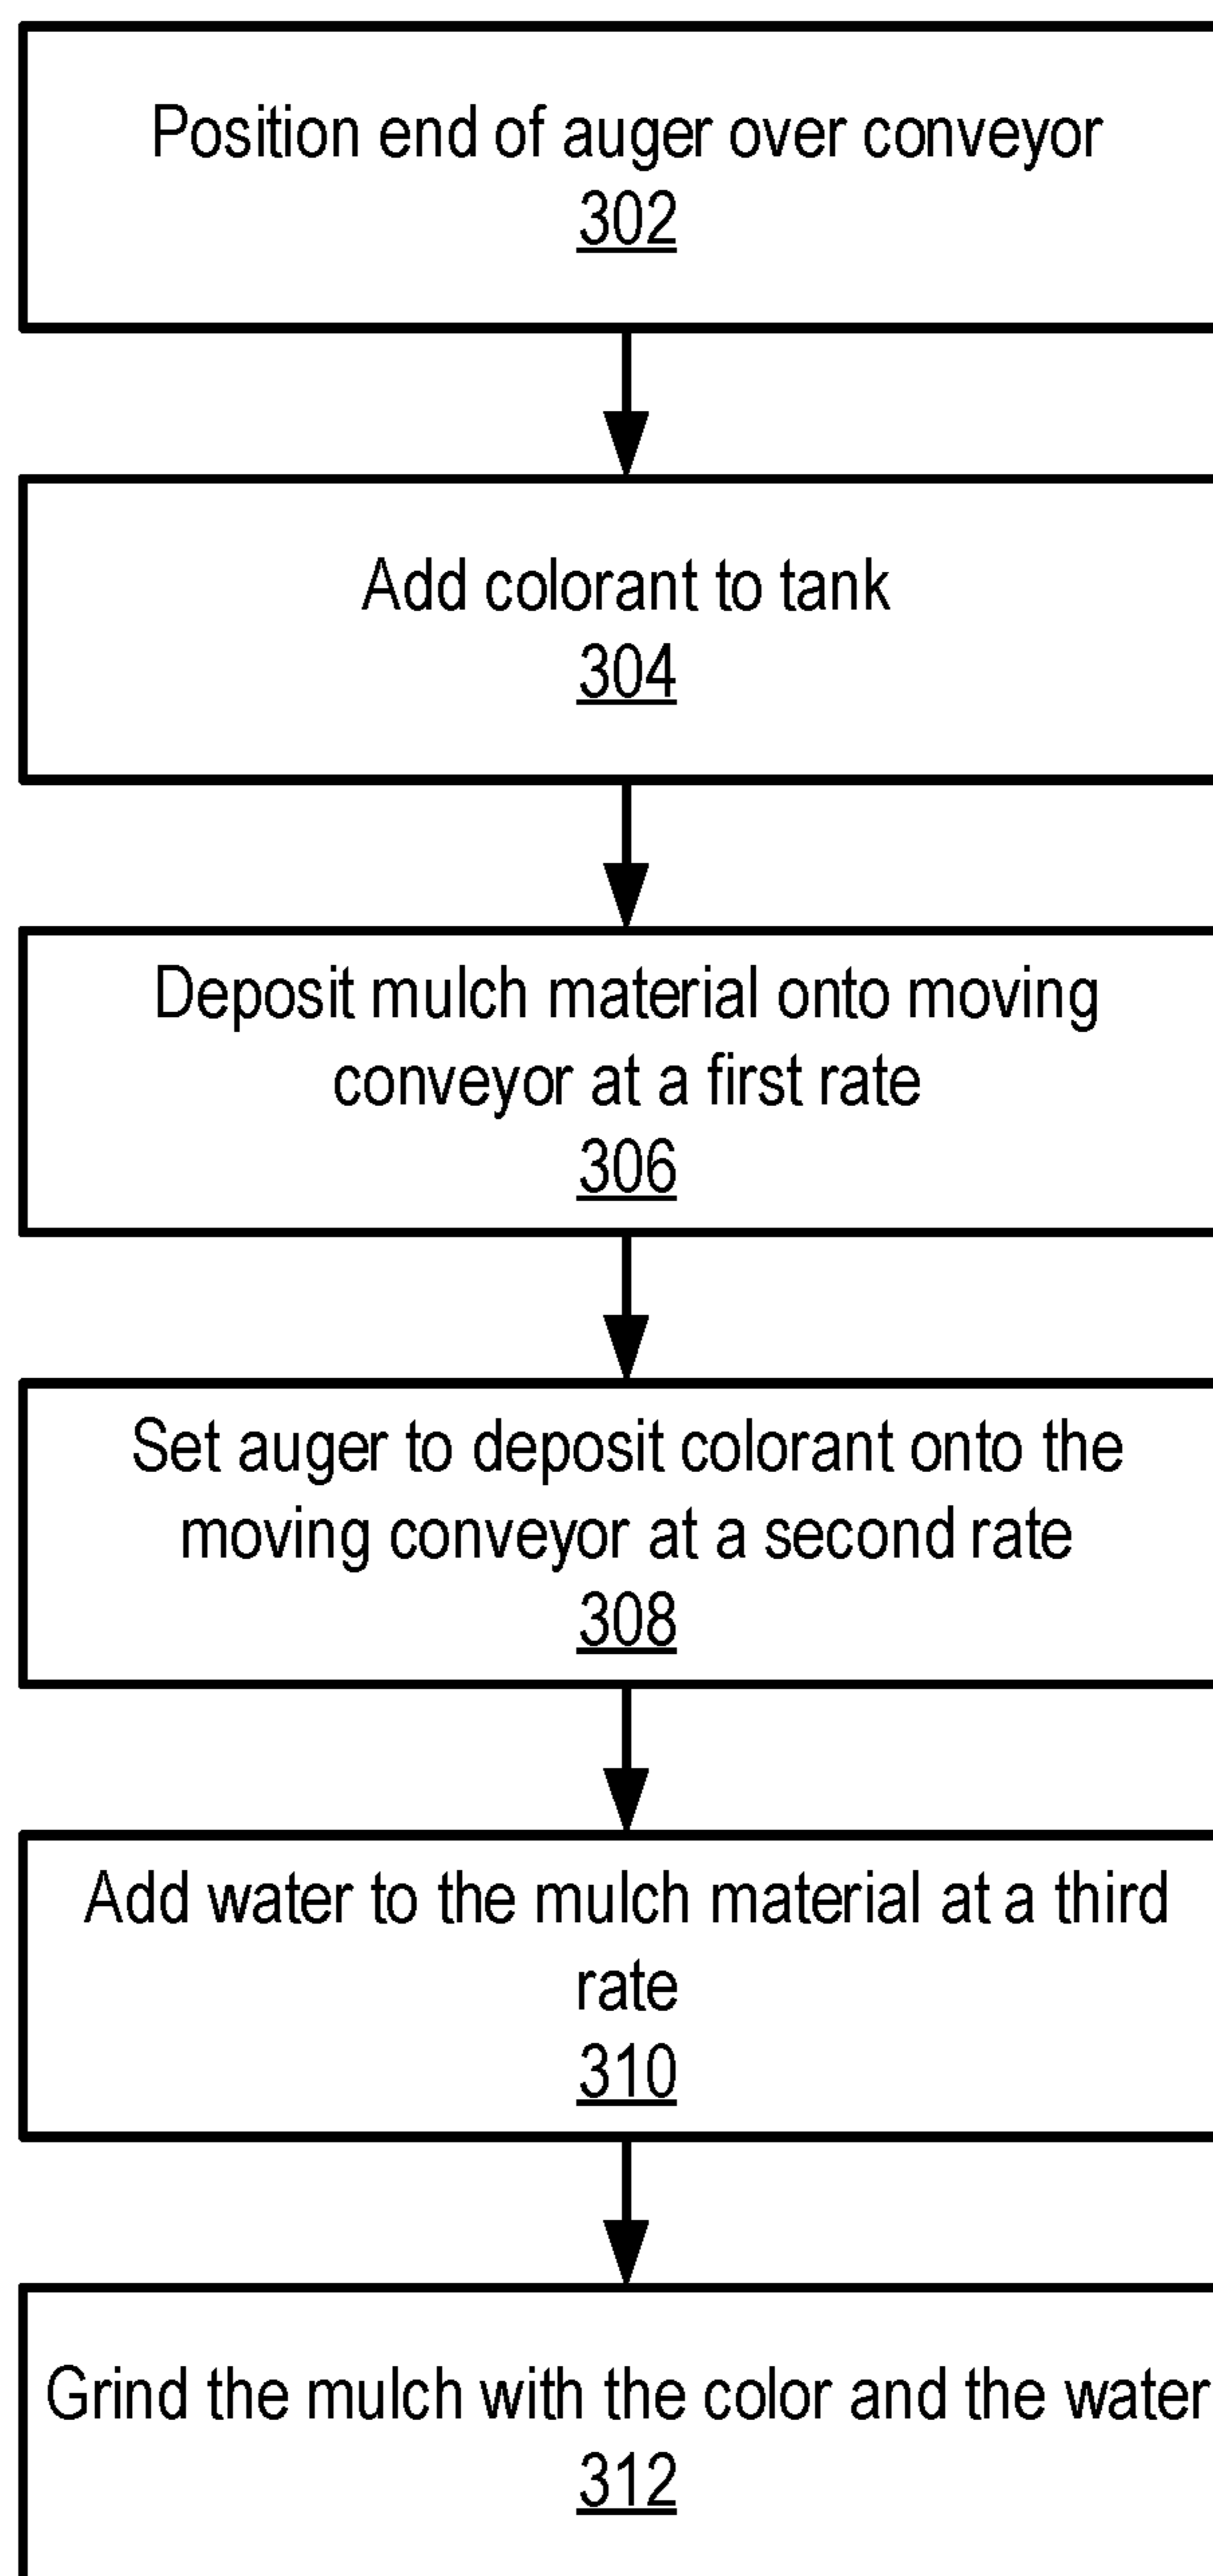 Position end of auger over conveyor
302
Add colorant to tank
304
Deposit mulch material onto moving
conveyor at a first rate
306
Set auger to deposit colorant onto the
moving conveyor at a second rate
308
Add water to the mulch material at a third
rate
310
Grind the mulch with the color and the water
312